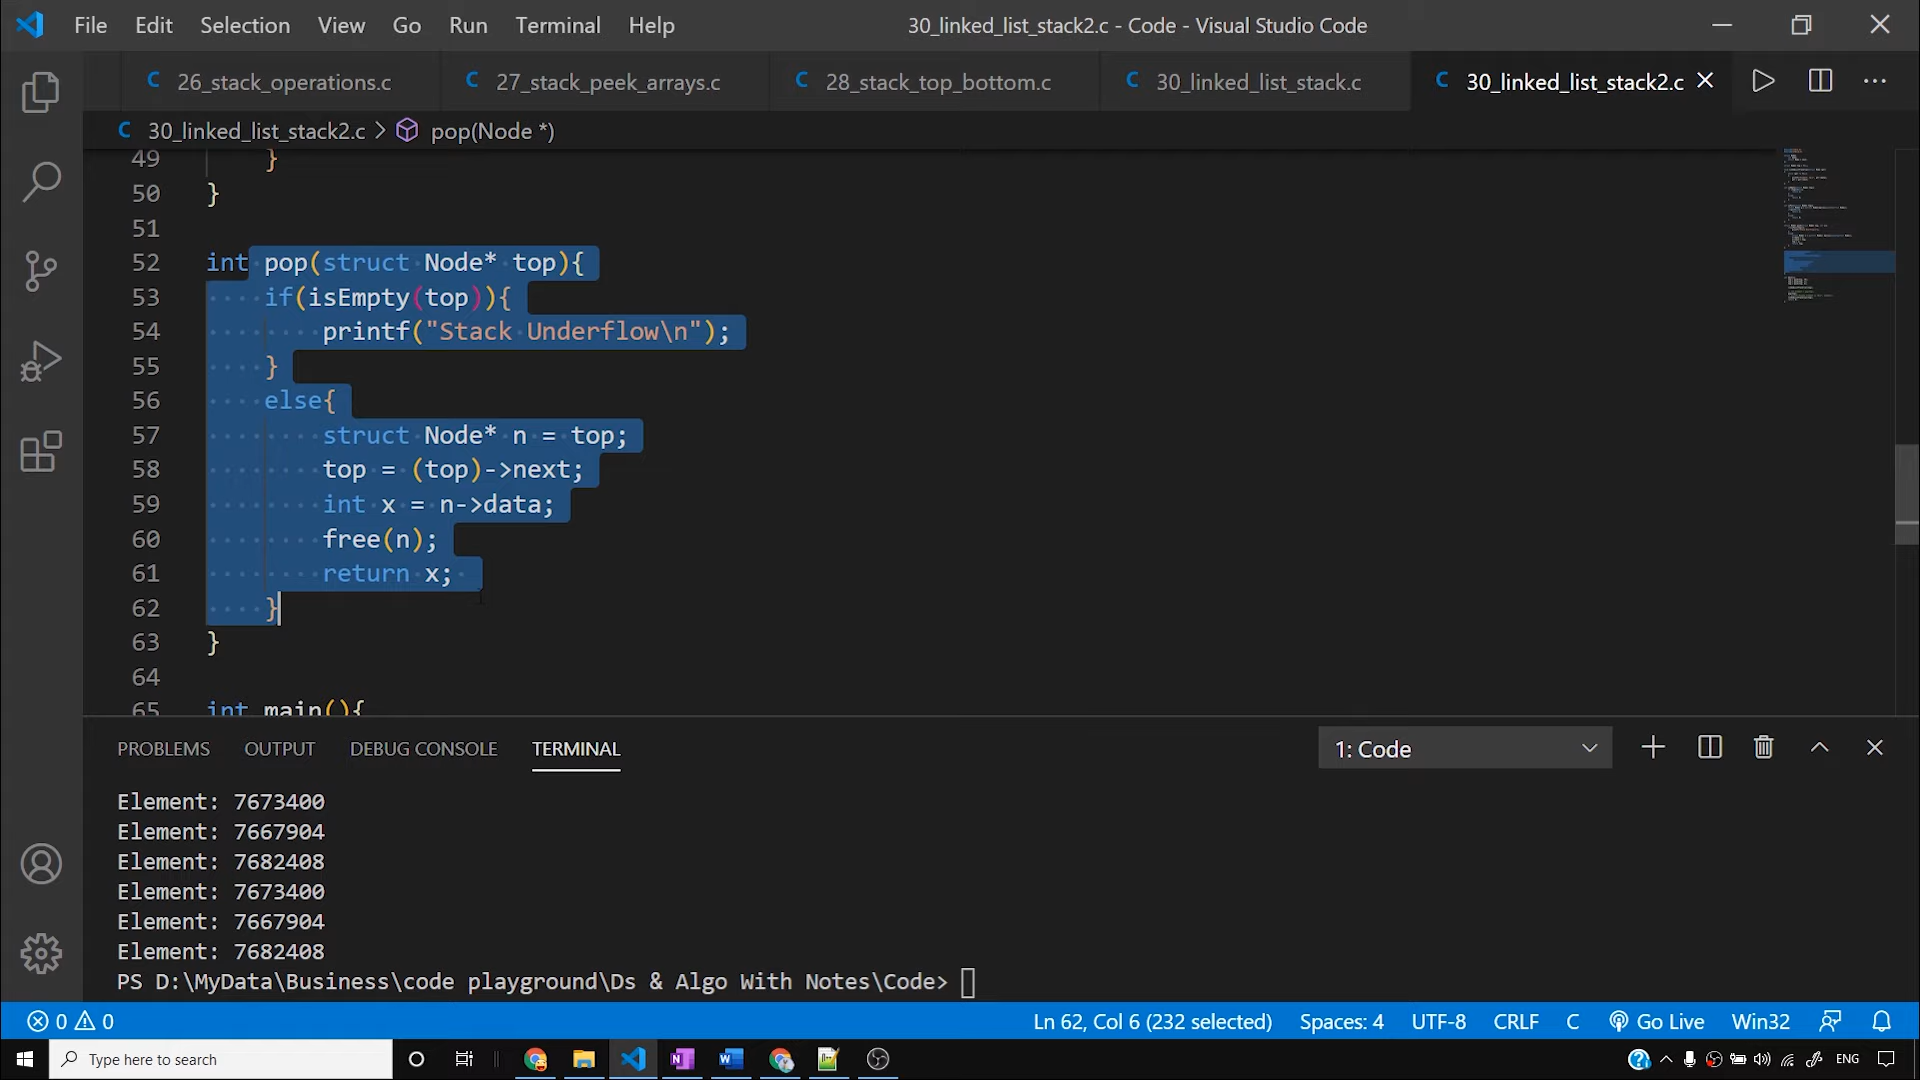 File Edit Selection View Go Run Terminal Help 30_linked_list_stack2.c - Code - Visual Studio Code
C 26_stack_operations.c C 27_stack_peek_arrays.c C 28_stack_top_bottom.c C 30_linked_list_stack.c C 30_linked_list_stack2.c
C 30_linked_list_stack2.c > pop(Node *)
49 }
50 }
51
52 int pop(struct Node* top){
53 if(isEmpty(top)){
54 printf("Stack Underflow\n");
55 }
56 else{
57 struct Node* n = top;
58 top = (top)->next;
59 int x = n->data;
60 free(n);
61 return x;
62 }
63 }
64
65 int main(){
PROBLEMS OUTPUT DEBUG CONSOLE TERMINAL 1: Code
Element: 7673400
Element: 7667904
Element: 7682408
Element: 7673400
Element: 7667904
Element: 7682408
PS D:\MyData\Business\code playground\Ds & Algo With Notes\Code>
0 0 Ln 62, Col 6 (232 selected) Spaces: 4 UTF-8 CRLF C Go Live Win32
Type here to search ENG